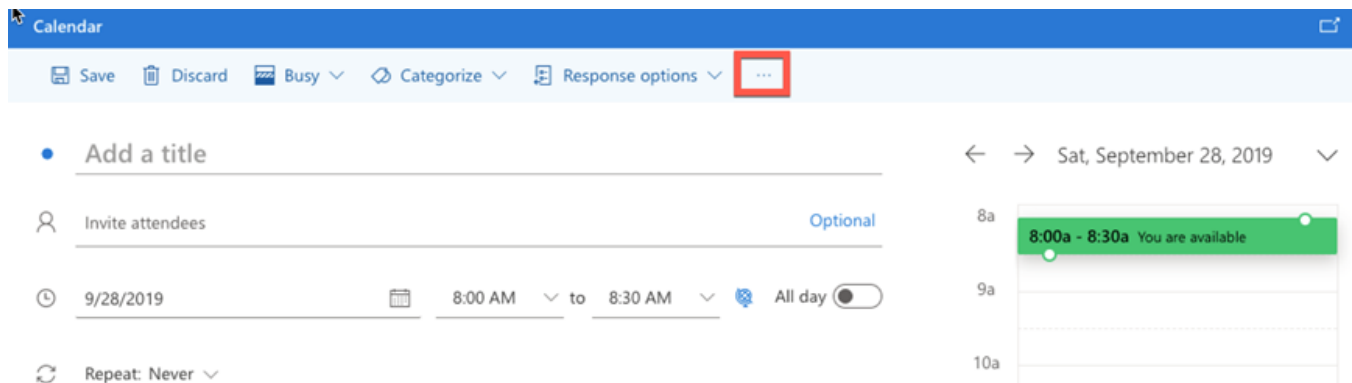 Calendar
Save Discard Busy Categorize Response options ...
Add a title
Sat, September 28, 2019
Invite attendees Optional
8a
8:00a - 8:30a You are available
9/28/2019 8:00 AM to 8:30 AM All day
9a
Repeat: Never
10a